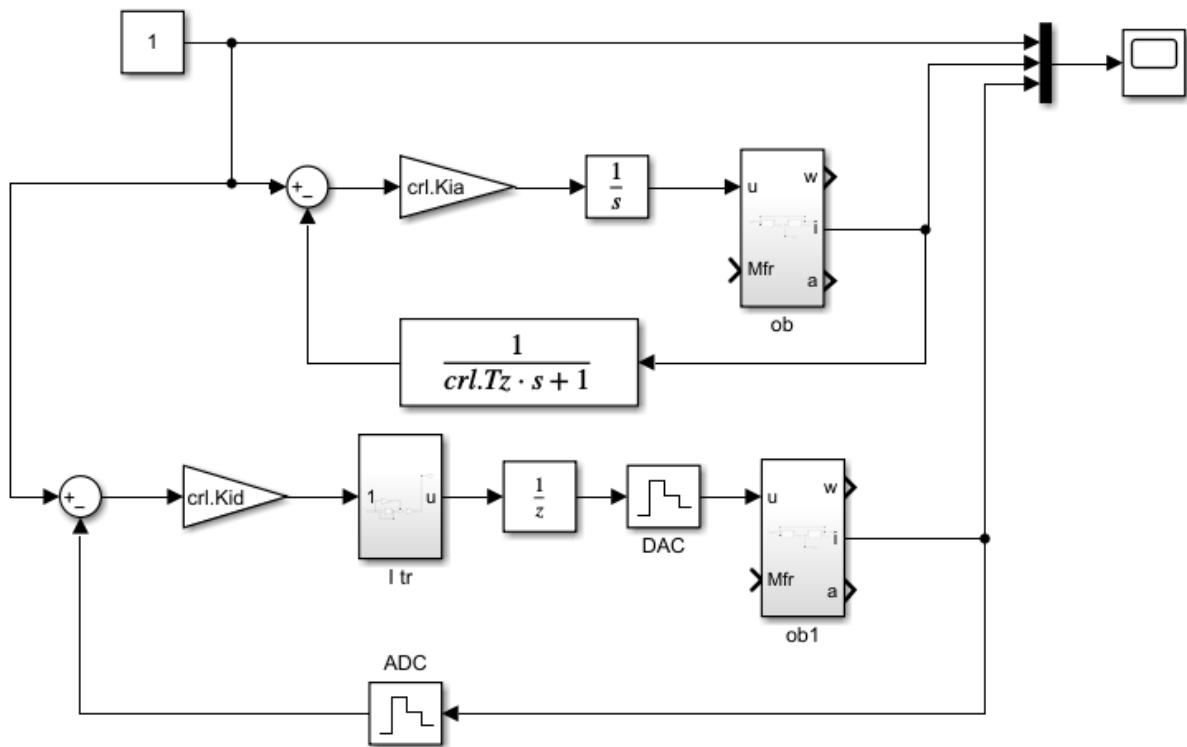 1
+
−
crl.Kia
1
s
u
w
i
Mfr
a
ob
1
crl.Tz · s + 1
+
−
crl.Kid
1
u
I tr
1
z
DAC
u
w
i
Mfr
a
ob1
ADC